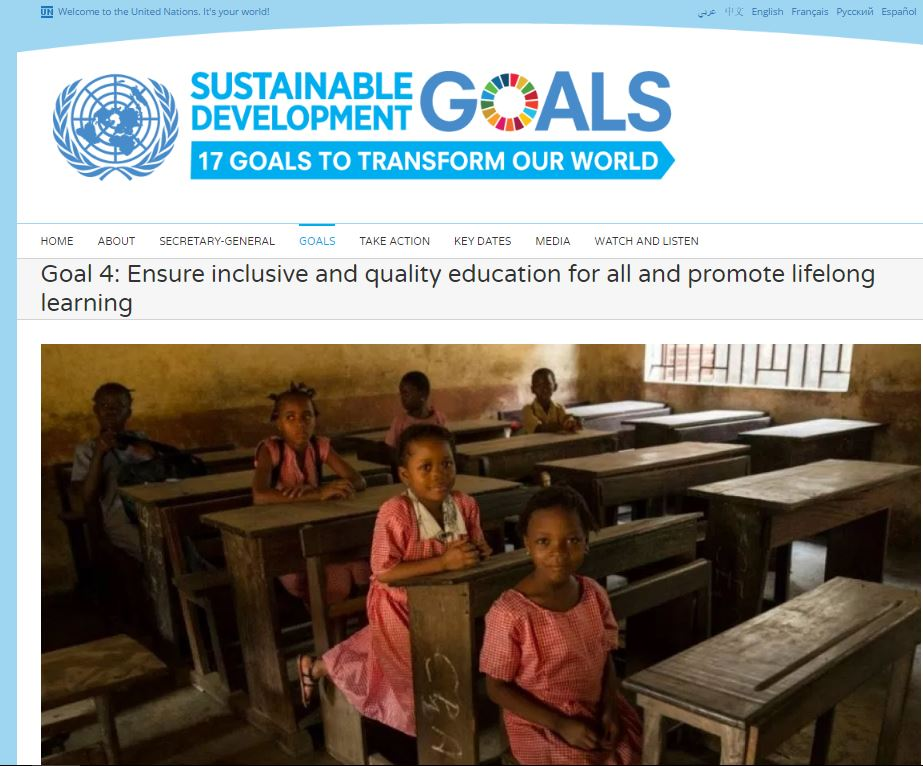 UN Welcome to the United Nations. It's your world!
عربي 中文 English Français Русский Español
SUSTAINABLE DEVELOPMENT GOALS
17 GOALS TO TRANSFORM OUR WORLD
HOME ABOUT SECRETARY-GENERAL GOALS TAKE ACTION KEY DATES MEDIA WATCH AND LISTEN
Goal 4: Ensure inclusive and quality education for all and promote lifelong
learning